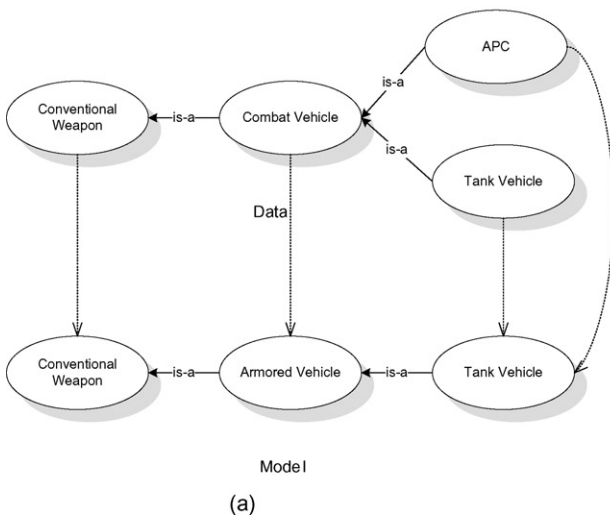 APC
is-a
Conventional
Weapon
is-a
Combat Vehicle
is-a
Tank Vehicle
Data
Conventional
Weapon
is-a
Armored Vehicle
is-a
Tank Vehicle
Model
(a)